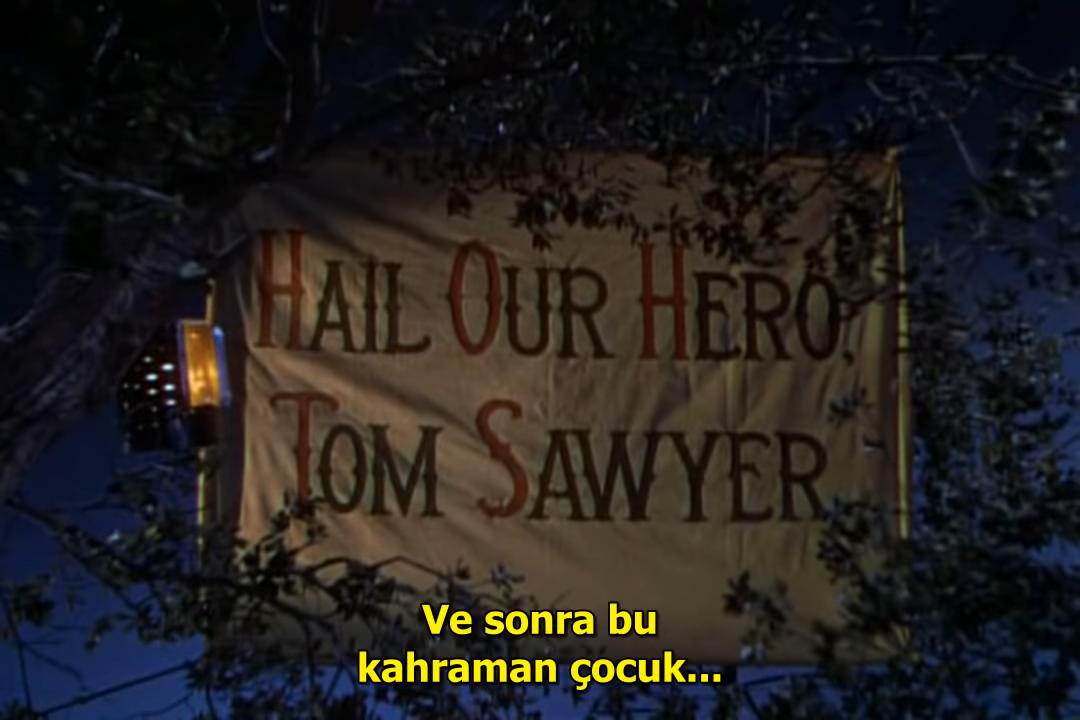 HAIL OUR HERO,
TOM SAWYER
Ve sonra bu
kahraman çocuk...